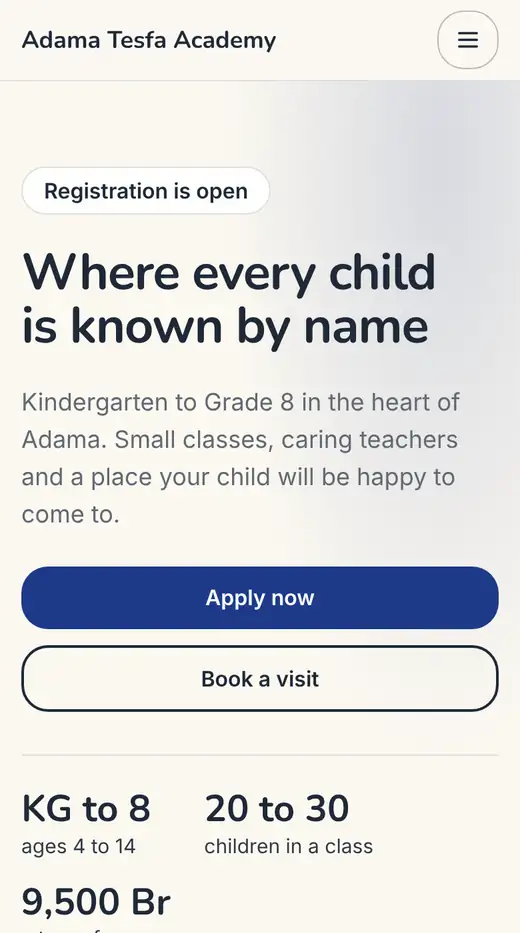 Adama Tesfa Academy
Registration is open
Where every child
is known by name
Kindergarten to Grade 8 in the heart of
Adama. Small classes, caring teachers
and a place your child will be happy to
come to.
Apply now
Book a visit
KG to 8
ages 4 to 14
20 to 30
children in a class
9,500 Br